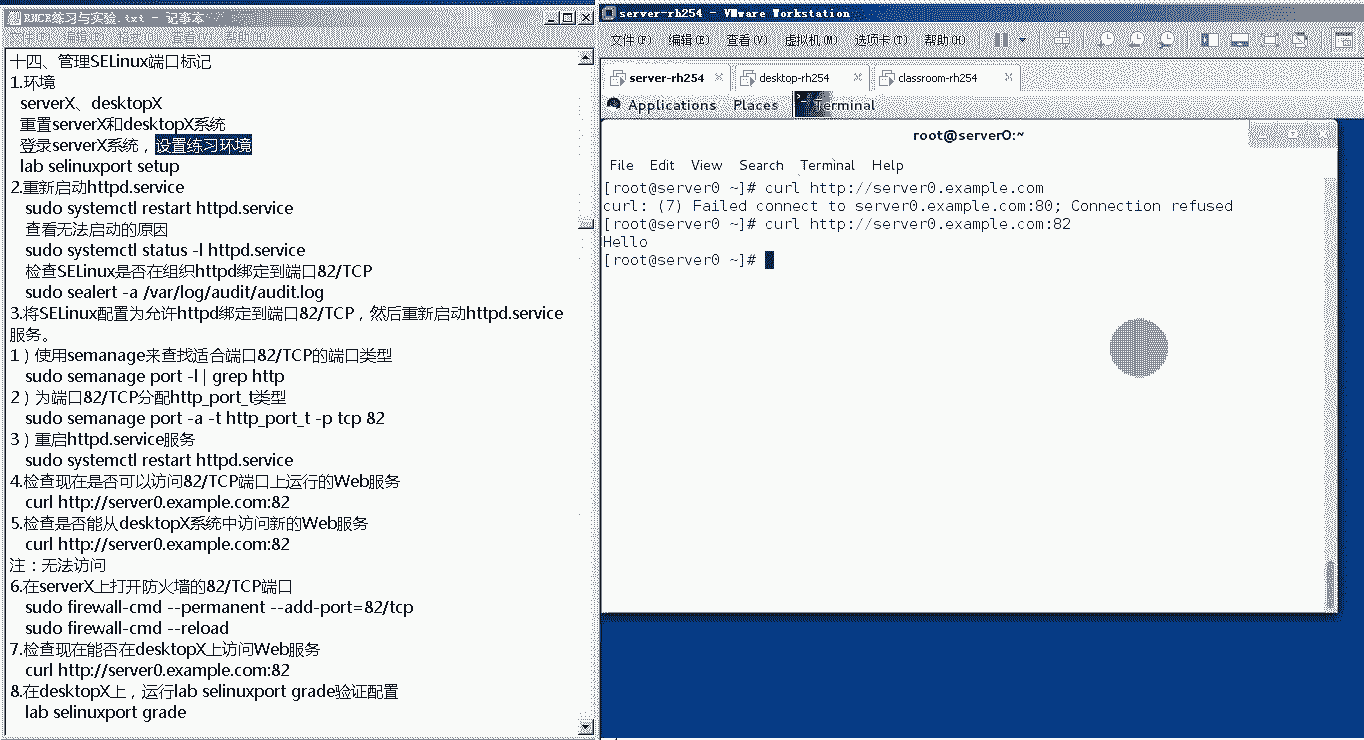 RHCE练习与实验.txt - 记事本
文件(F) 编辑(E) 格式(O) 查看(V) 帮助(H)
十四、管理SELinux端口标记
1.环境
serverX、desktopX
重置serverX和desktopX系统
登录serverX系统，设置练习环境
lab selinuxport setup
2.重新启动httpd.service
sudo systemctl restart httpd.service
查看无法启动的原因
sudo systemctl status -l httpd.service
检查SELinux是否在组织httpd绑定到端口82/TCP
sudo sealert -a /var/log/audit/audit.log
3.将SELinux配置为允许httpd绑定到端口82/TCP，然后重新启动httpd.service
服务。
1）使用semanage来查找适合端口82/TCP的端口类型
sudo semanage port -l | grep http
2）为端口82/TCP分配http_port_t类型
sudo semanage port -a -t http_port_t -p tcp 82
3）重启httpd.service服务
sudo systemctl restart httpd.service
4.检查现在是否可以访问82/TCP端口上运行的Web服务
curl http://server0.example.com:82
5.检查是否能从desktopX系统中访问新的Web服务
curl http://server0.example.com:82
注：无法访问
6.在serverX上打开防火墙的82/TCP端口
sudo firewall-cmd --permanent --add-port=82/tcp
sudo firewall-cmd --reload
7.检查现在能否在desktopX上访问Web服务
curl http://server0.example.com:82
8.在desktopX上，运行lab selinuxport grade验证配置
lab selinuxport grade
server-rh254 - VMware Workstation
文件(F) 编辑(E) 查看(V) 虚拟机(M) 选项卡(T) 帮助(H)
server-rh254 desktop-rh254 classroom-rh254
Applications Places Terminal
root@server0:~
File Edit View Search Terminal Help
[root@server0 ~]# curl http://server0.example.com
curl: (7) Failed connect to server0.example.com:80; Connection refused
[root@server0 ~]# curl http://server0.example.com:82
Hello
[root@server0 ~]#